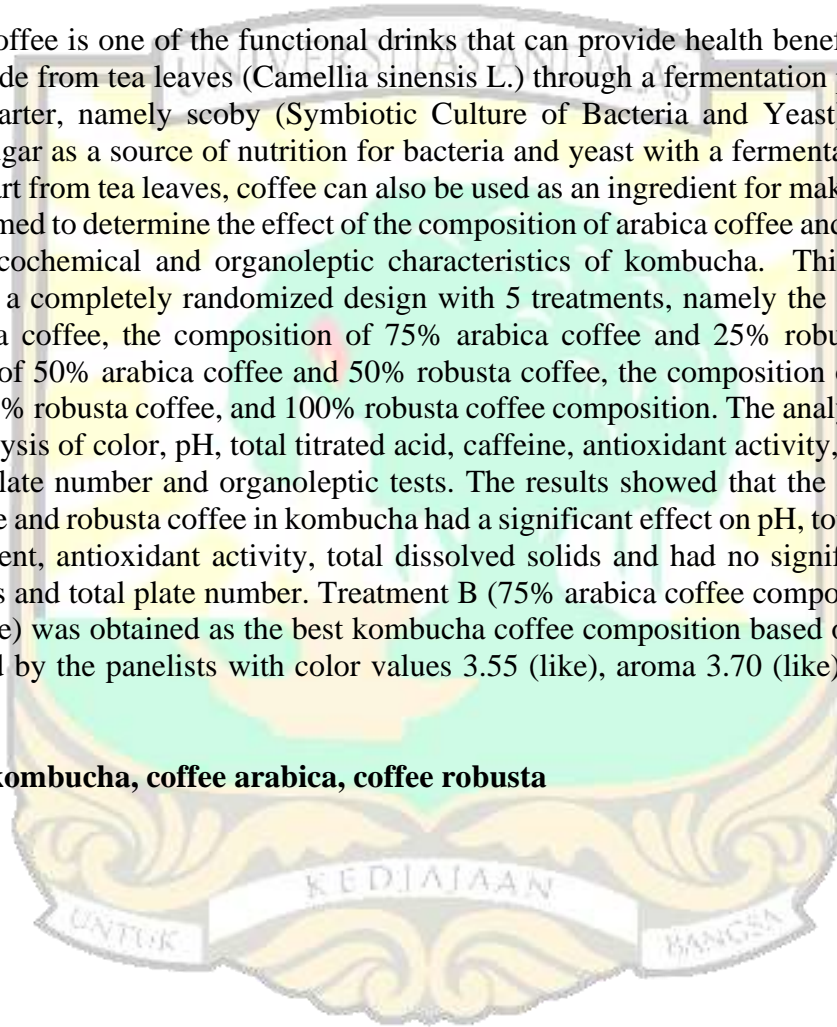 UNIVERSITAS ANDALAS
offee is one of the functional drinks that can provide health benef
de from tea leaves (Camellia sinensis L.) through a fermentation
arter, namely scoby (Symbiotic Culture of Bacteria and Yeast
gar as a source of nutrition for bacteria and yeast with a fermenta
rt from tea leaves, coffee can also be used as an ingredient for mak
med to determine the effect of the composition of arabica coffee and
cochemical and organoleptic characteristics of kombucha. This
a completely randomized design with 5 treatments, namely the
a coffee, the composition of 75% arabica coffee and 25% robu
of 50% arabica coffee and 50% robusta coffee, the composition
% robusta coffee, and 100% robusta coffee composition. The analy
ysis of color, pH, total titrated acid, caffeine, antioxidant activity,
late number and organoleptic tests. The results showed that the
e and robusta coffee in kombucha had a significant effect on pH, to
ent, antioxidant activity, total dissolved solids and had no signif
s and total plate number. Treatment B (75% arabica coffee compo
e) was obtained as the best kombucha coffee composition based o
d by the panelists with color values 3.55 (like), aroma 3.70 (like)
kombucha, coffee arabica, coffee robusta
KEDJAJAAN
UNTUK BANGSA